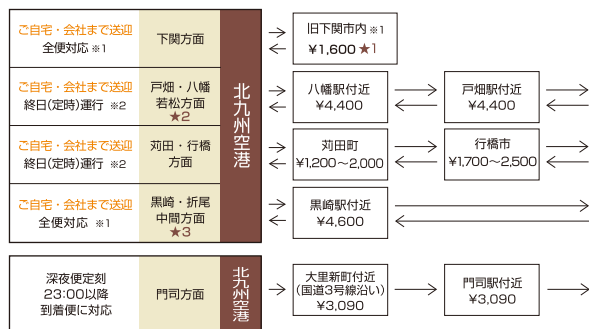 ご自宅・会社まで送迎
全便対応 ※1
下関方面
旧下関市内 ※1
¥1,600 ★1
ご自宅・会社まで送迎
終日(定時)運行 ※2
戸畑・八幡
若松方面
★2
八幡駅付近
¥4,400
戸畑駅付近
¥4,400
北九州空港
ご自宅・会社まで送迎
終日(定時)運行 ※2
苅田・行橋
方面
苅田町
¥1,200～2,000
行橋市
¥1,700～2,500
ご自宅・会社まで送迎
全便対応 ※1
黒崎・折尾
中間方面
★3
黒崎駅付近
¥4,600
深夜便定刻
23:00以降
到着便に対応
門司方面
北九州空港
大里新町付近
(国道3号線沿い)
¥3,090
門司駅付近
¥3,090